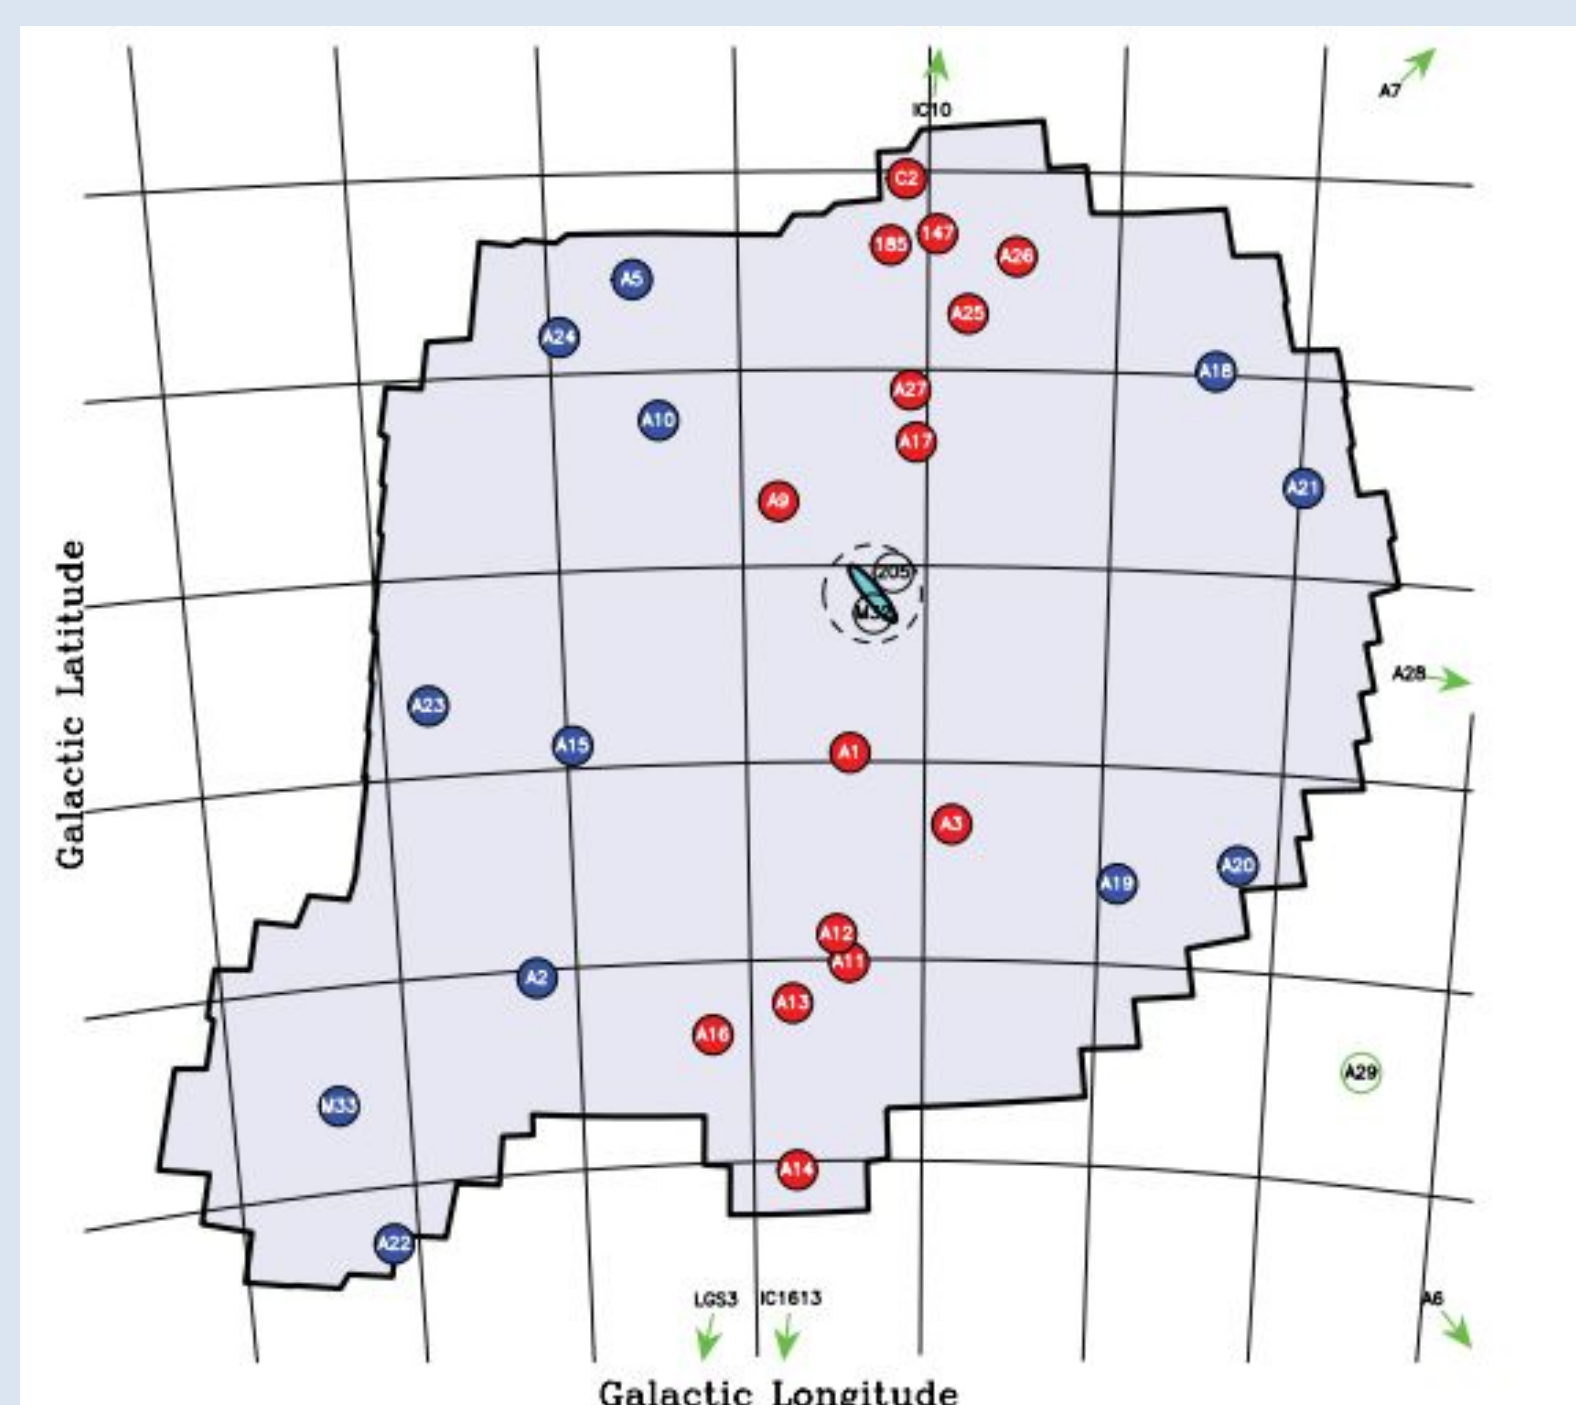 A7
IC10
C2
147
185
A26
A5
A25
A24
A18
A27
A10
A17
A21
A9
205
M32
A28
A23
A15
A1
A3
A20
A19
A12
A11
A2
A13
A16
A29
M33
A14
A22
LGS3
IC1613
A6
Galactic Latitude
Galactic Longitude